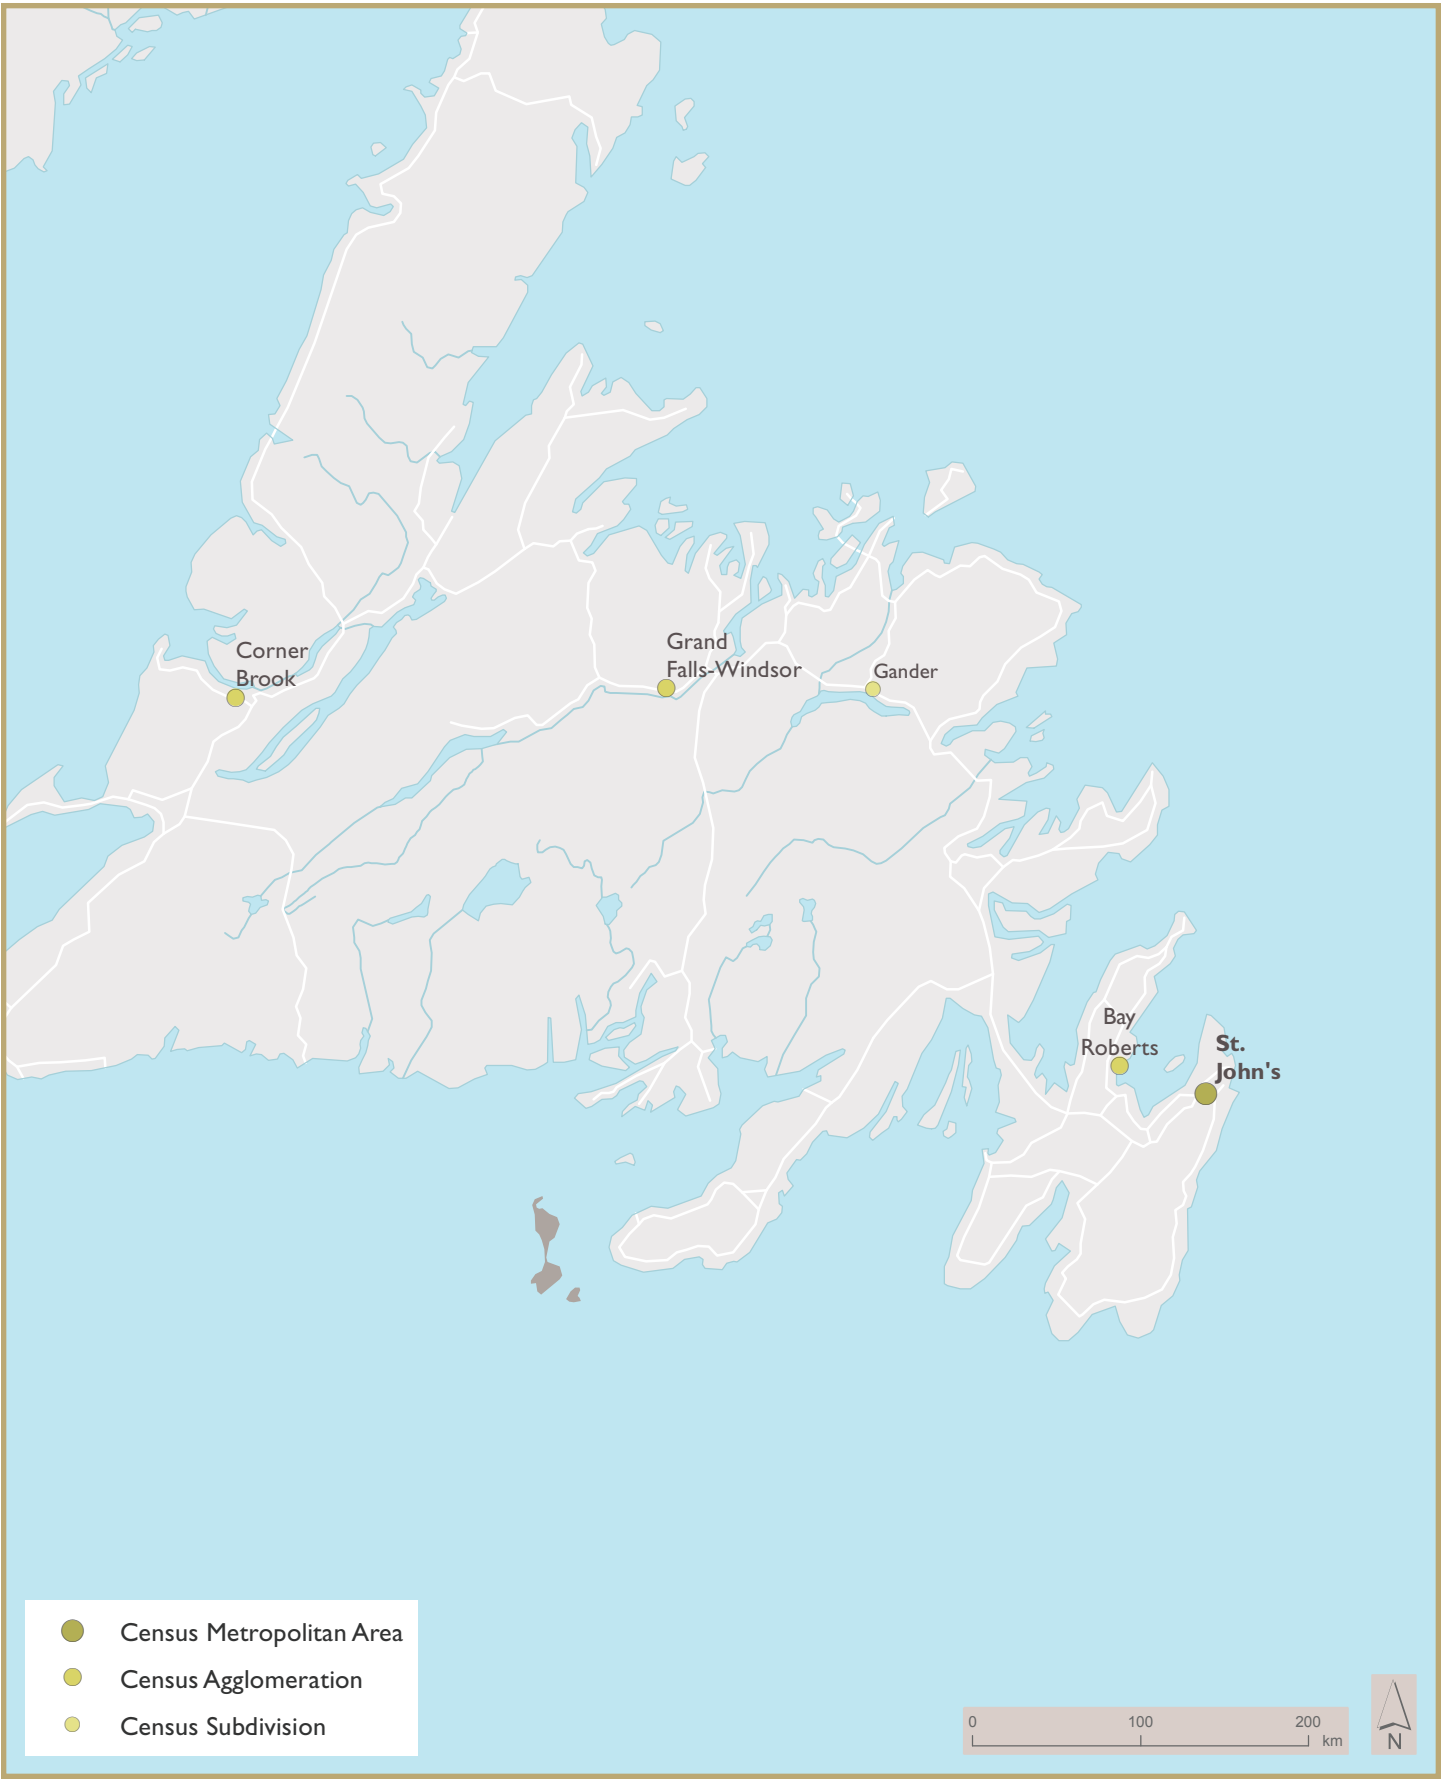 Corner
Brook
Grand
Falls-Windsor
Gander
Bay
Roberts
St.
John's
Census Metropolitan Area
Census Agglomeration
Census Subdivision
0 100 200
km
N